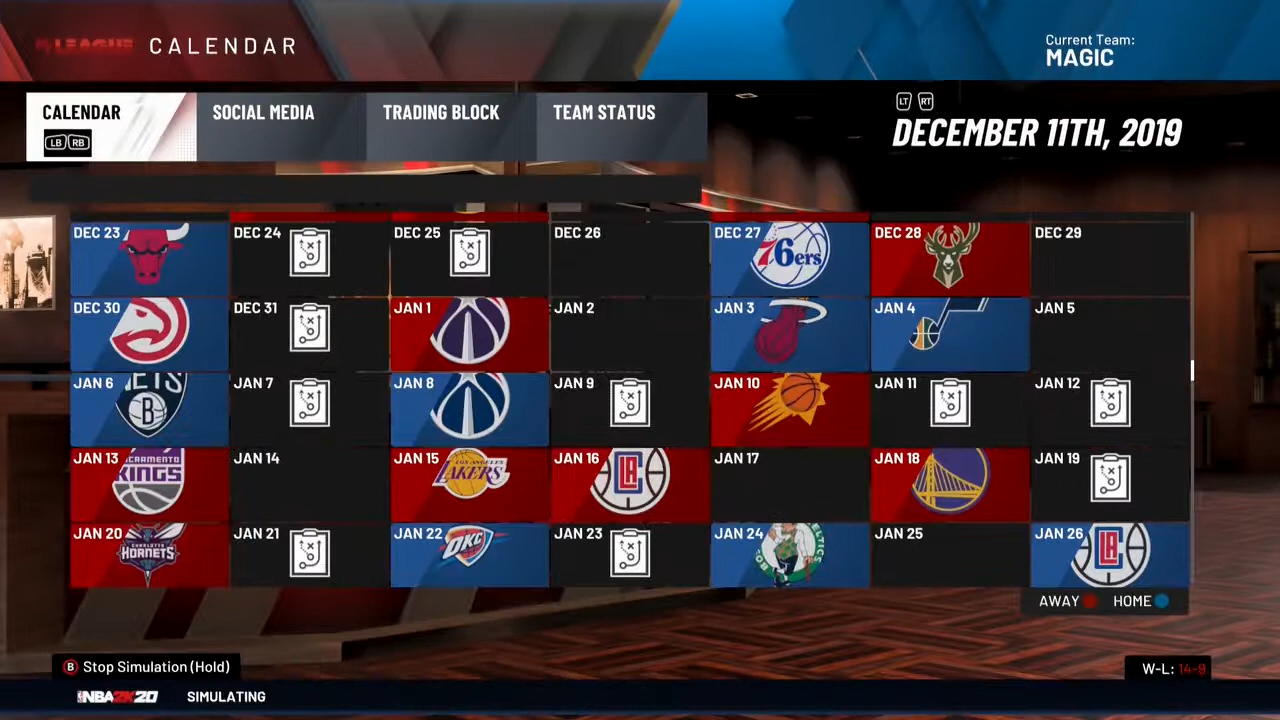 LEAGUE CALENDAR
Current Team:
MAGIC
CALENDAR SOCIAL MEDIA TRADING BLOCK TEAM STATUS
LB RB
LT RT
DECEMBER 11TH, 2019
DEC 23 DEC 24 DEC 25 DEC 26 DEC 27 76ers DEC 28 DEC 29
DEC 30 DEC 31 JAN 1 JAN 2 JAN 3 JAN 4 JAN 5
JAN 6 NETS B JAN 7 JAN 8 JAN 9 JAN 10 JAN 11 JAN 12
JAN 13 SACRAMENTO KINGS JAN 14 JAN 15 LOS ANGELES LAKERS JAN 16 LA JAN 17 JAN 18 JAN 19
JAN 20 CHARLOTTE HORNETS JAN 21 JAN 22 OKC JAN 23 JAN 24 BO CELTICS JAN 25 JAN 26 LA
AWAY HOME
B Stop Simulation (Hold)
W-L: 14-9
NBA 2K20 SIMULATING